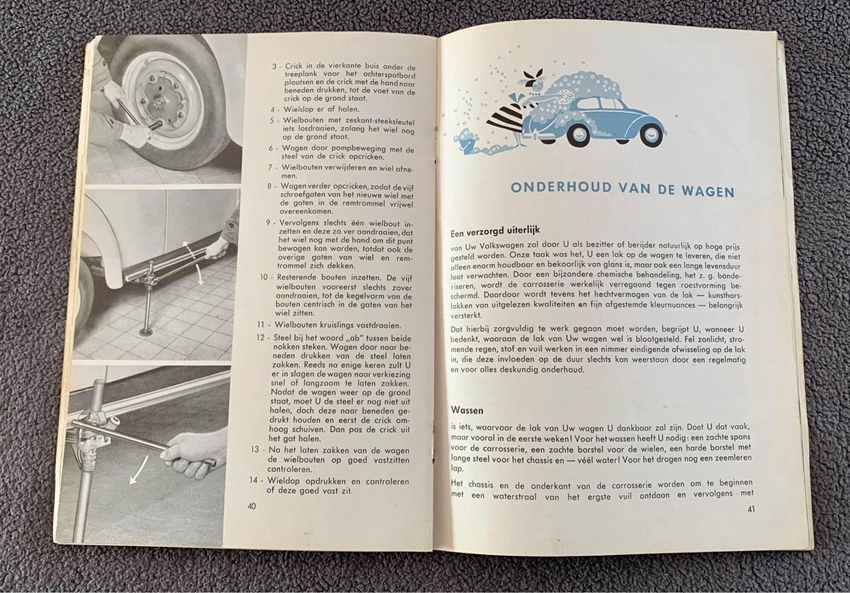 3 - Crick in de vierkante buis onder de
treeplank voor het achterspatbord
plaatsen en de crick met de hand naar
beneden drukken, tot de voet van de
crick op de grond staat.
4 - Wieldop er af halen.
5 - Wielbouten met zeskant-steeksleutel
iets losdraaien, zolang het wiel nog
op de grond staat.
6 - Wagen door pompbeweging met de
steel van de crick opcricken.
7 - Wielbouten verwijderen en wiel afne-
men.
8 - Wagen verder opcricken, zodat de vijf
schroefgaten van het nieuwe wiel met
de gaten in de remtrommel vrijwel
overeenkomen.
9 - Vervolgens slechts één wielbout in-
zetten en deze zo ver aandraaien, dat
het wiel nog met de hand om dit punt
bewogen kan worden, totdat ook de
overige gaten van wiel en rem-
trommel zich dekken.
10 - Resterende bouten inzetten. De vijf
wielbouten vooreerst slechts zover
aandraaien, tot de kegelvorm van de
bouten centrisch in de gaten van het
wiel zitten.
11 - Wielbouten kruislings vastdraaien.
12 - Steel bij het woord „ab" tussen beide
nokken steken. Wagen door naar be-
neden drukken van de steel laten
zakken. Reeds na enige keren zult U
er in slagen de wagen naar verkiezing
snel of langzaam te laten zakken.
Nadat de wagen weer op de grond
staat, moet U de steel er nog niet uit
halen, doch deze naar beneden ge-
drukt houden en eerst de crick om-
hoog schuiven. Dan pas de crick uit
het gat halen.
13 - Na het laten zakken van de wagen
de wielbouten op goed vastzitten
controleren.
14 - Wieldop opdrukken en controleren
of deze goed vast zit.
40
ONDERHOUD VAN DE WAGEN
Een verzorgd uiterlijk
van Uw Volkswagen zal door U als bezitter of berijder natuurlijk op hoge prijs
gesteld worden. Onze taak was het, U een lak op de wagen te leveren, die niet
alleen enorm houdbaar en bekoorlijk van glans is, maar ook een lange levensduur
laat verwachten. Door een bijzondere chemische behandeling, het z. g. bonde-
riseren, wordt de carrosserie werkelijk verregaand tegen roestvorming be-
schermd. Daardoor wordt tevens het hechtvermogen van de lak — kunsthars-
lakken van uitgelezen kwaliteiten en fijn afgestemde kleurnuances — belangrijk
versterkt.
Dat hierbij zorgvuldig te werk gegaan moet worden, begrijpt U, wanneer U
bedenkt, waaraan de lak van Uw wagen wel is blootgesteld. Fel zonlicht, stro-
mende regen, stof en vuil werken in een nimmer eindigende afwisseling op de lak
in, die deze invloeden op de duur slechts kan weerstaan door een regelmatig
en voor alles deskundig onderhoud.
Wassen
is iets, waarvoor de lak van Uw wagen U dankbaar zal zijn. Doet U dat vaak,
maar vooral in de eerste weken! Voor het wassen heeft U nodig: een zachte spons
voor de carrosserie, een zachte borstel voor de wielen, een harde borstel met
lange steel voor het chassis en — véél water! Voor het drogen nog een zeemleren
lap.
Het chassis en de onderkant van de carrosserie worden om te beginnen
met een waterstraal van het ergste vuil ontdaan en vervolgens met
41